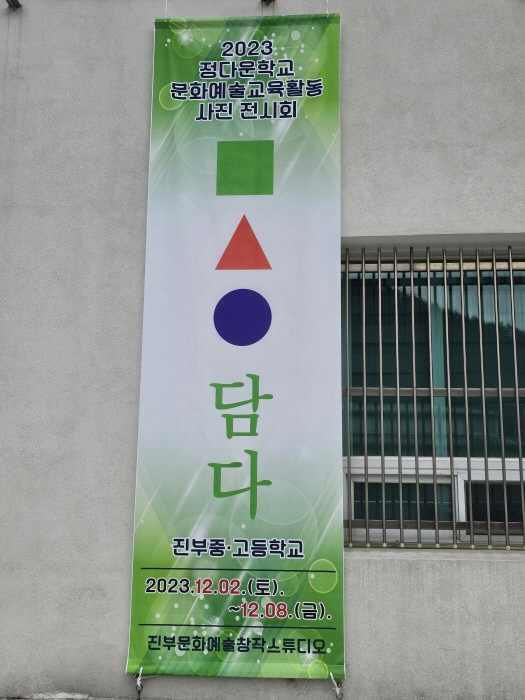 2023
정다운학교
문화예술교육활동
사진 전시회
담
다
진부중·고등학교
2023.12.02.(토).
~12.08.(금).
진부문화예술창작스튜디오